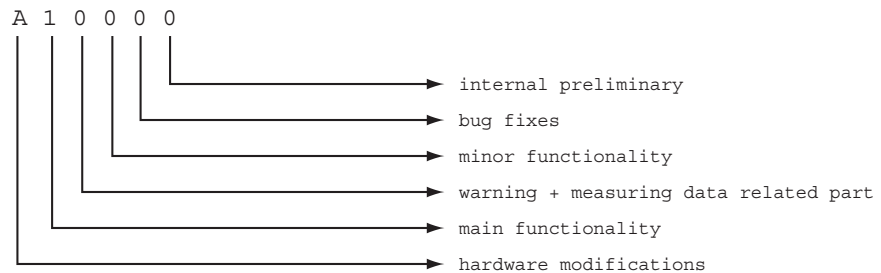 A 1 0 0 0 0
internal preliminary
bug fixes
minor functionality
warning + measuring data related part
main functionality
hardware modifications